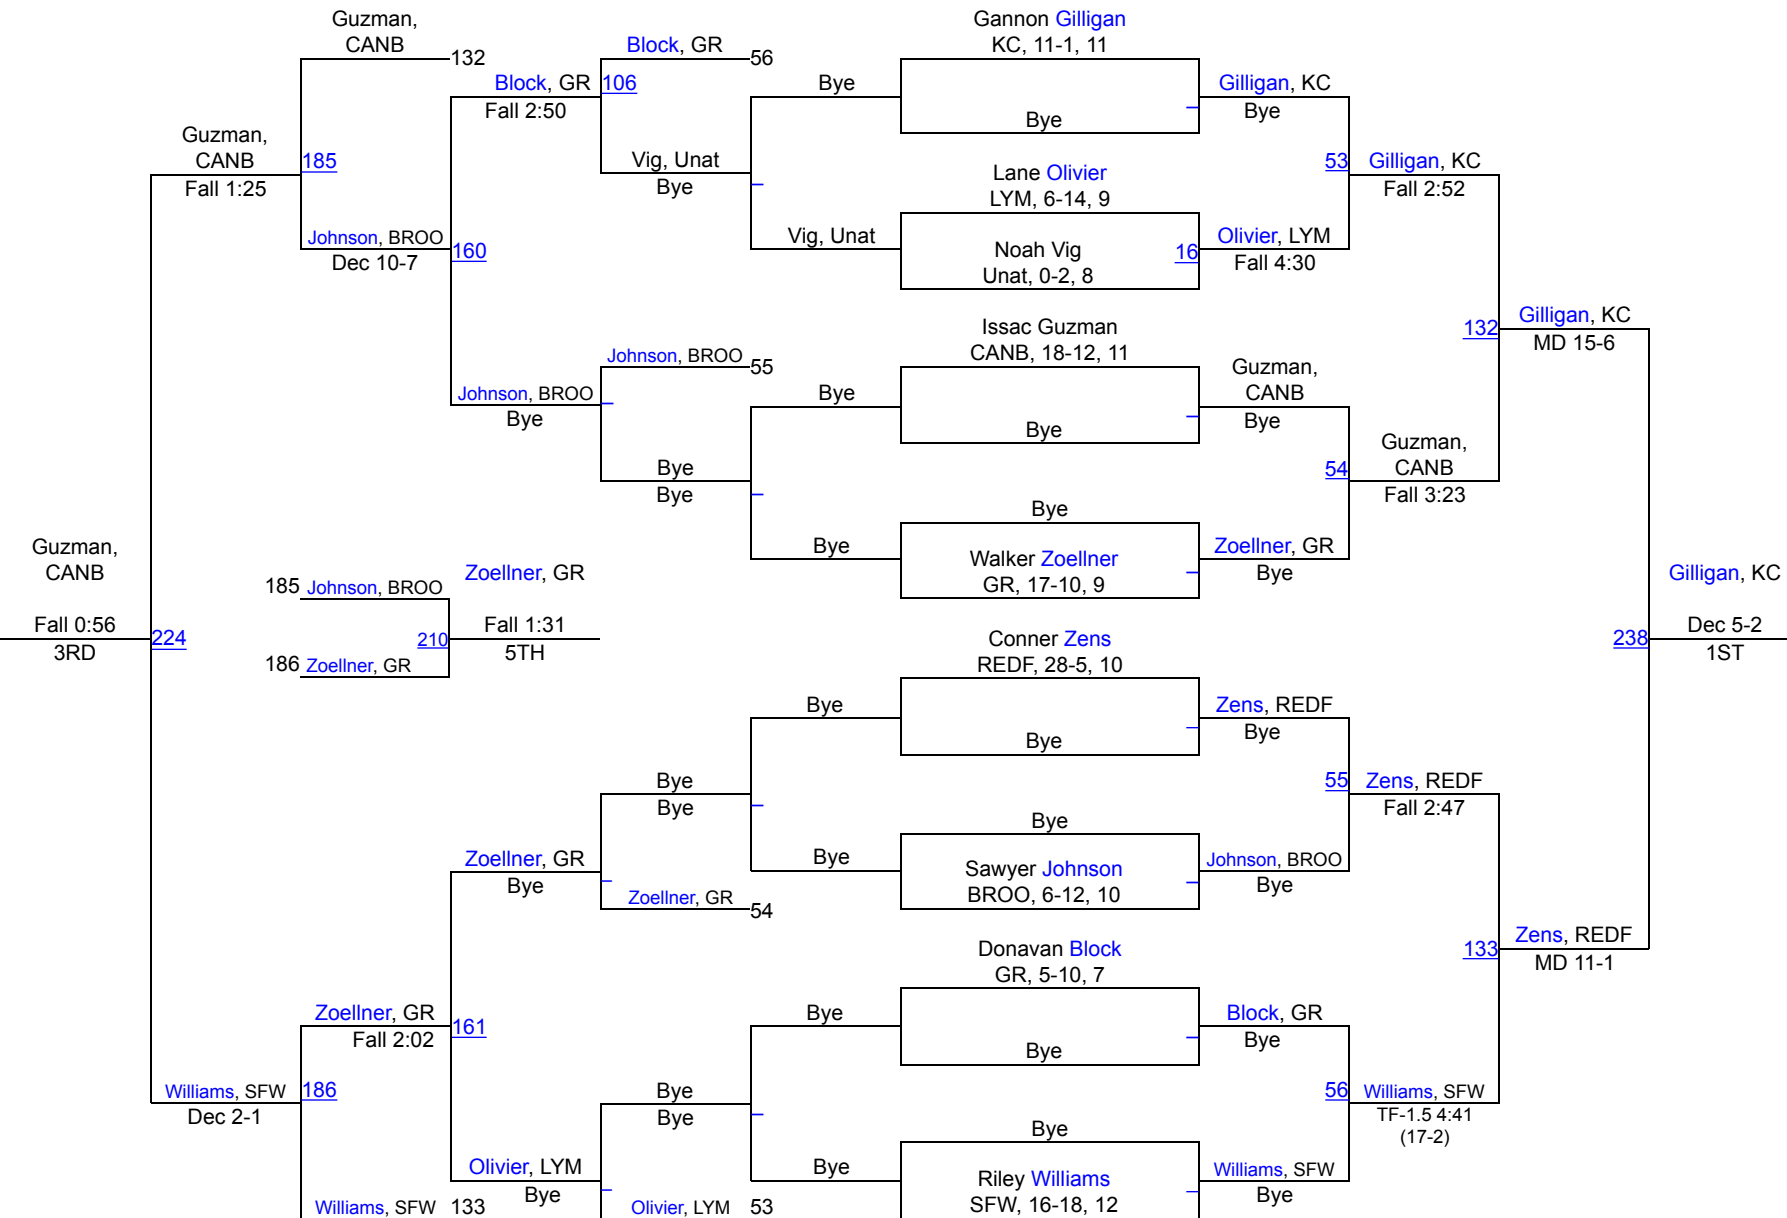 Guzman,
CANB
132
Block, GR
56
Gannon Gilligan
KC, 11-1, 11
Block, GR
106
Fall 2:50
Bye
Gilligan, KC
Bye
Bye
Guzman,
CANB
185
Fall 1:25
Vig, Unat
Bye
Lane Olivier
LYM, 6-14, 9
53
Gilligan, KC
Fall 2:52
Johnson, BROO
160
Dec 10-7
Vig, Unat
Noah Vig
16
Unat, 0-2, 8
Olivier, LYM
Fall 4:30
Issac Guzman
CANB, 18-12, 11
132
Gilligan, KC
MD 15-6
Johnson, BROO
55
Johnson, BROO
Bye
Bye
Guzman,
CANB
Bye
Bye
Bye
Bye
54
Guzman,
CANB
Fall 3:23
Bye
Bye
Walker Zoellner
GR, 17-10, 9
Zoellner, GR
Bye
Guzman,
CANB
Fall 0:56
224
3RD
185 Johnson, BROO
186 Zoellner, GR
210
Zoellner, GR
Fall 1:31
5TH
Gilligan, KC
238
Dec 5-2
1ST
Conner Zens
REDF, 28-5, 10
Bye
Bye
Zens, REDF
Bye
Bye
Bye
55
Zens, REDF
Fall 2:47
Bye
Bye
Sawyer Johnson
BROO, 6-12, 10
Johnson, BROO
Bye
Zoellner, GR
Bye
Zoellner, GR
54
Donavan Block
GR, 5-10, 7
133
Zens, REDF
MD 11-1
Zoellner, GR
161
Fall 2:02
Bye
Bye
Block, GR
Bye
Williams, SFW
186
Dec 2-1
Bye
Bye
56
Williams, SFW
TF-1.5 4:41
(17-2)
Bye
Bye
Riley Williams
SFW, 16-18, 12
Williams, SFW
Bye
Olivier, LYM
Bye
Williams, SFW 133
Olivier, LYM 53